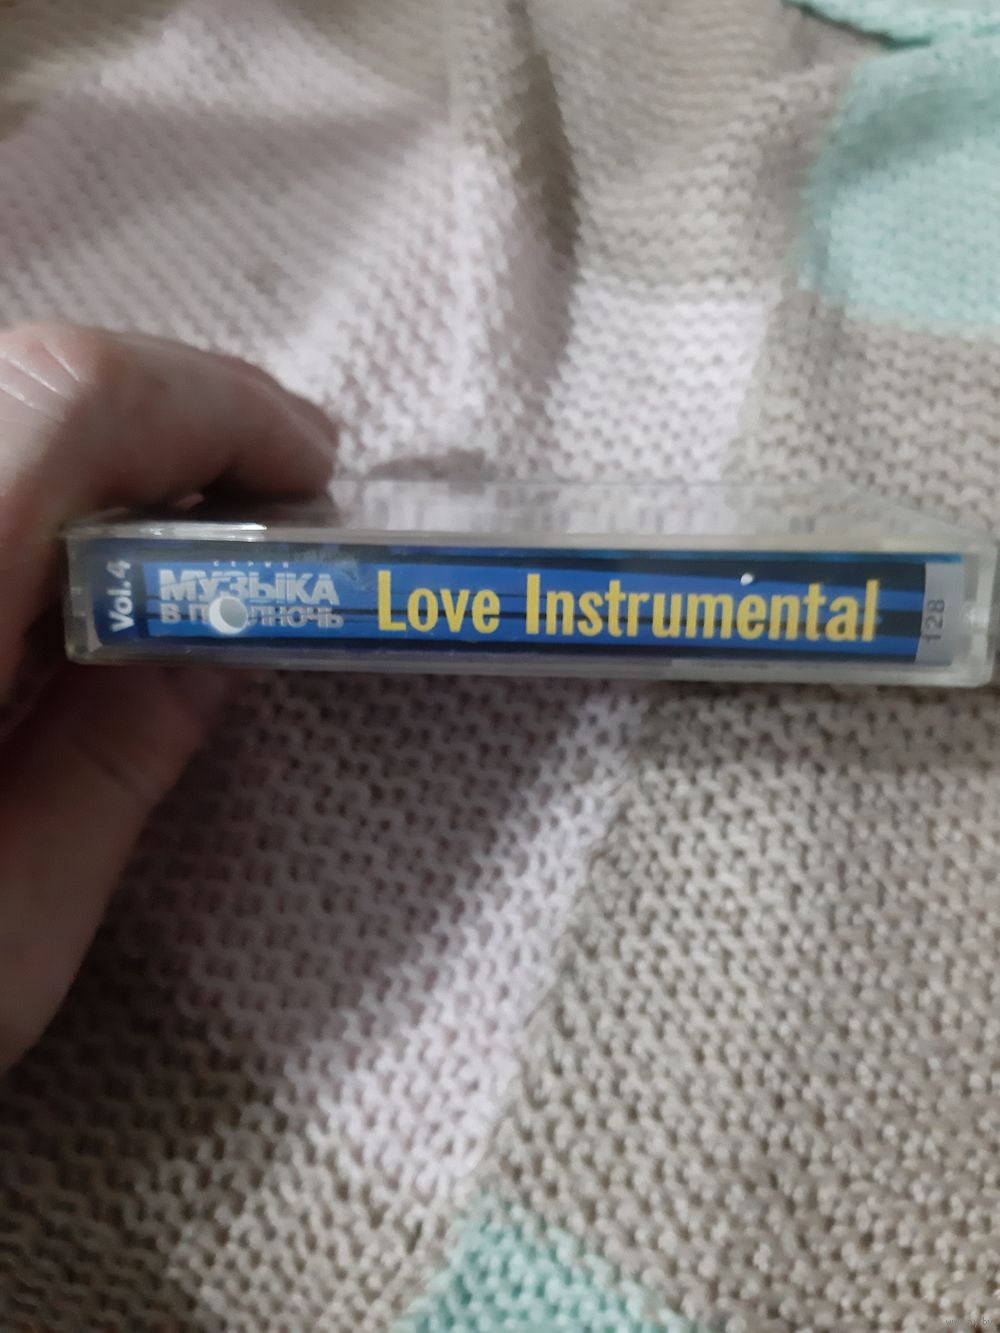 Vol.4
СЕРИЯ
МУЗЫКА
В ПОЛНОЧЬ
Love Instrumental
128